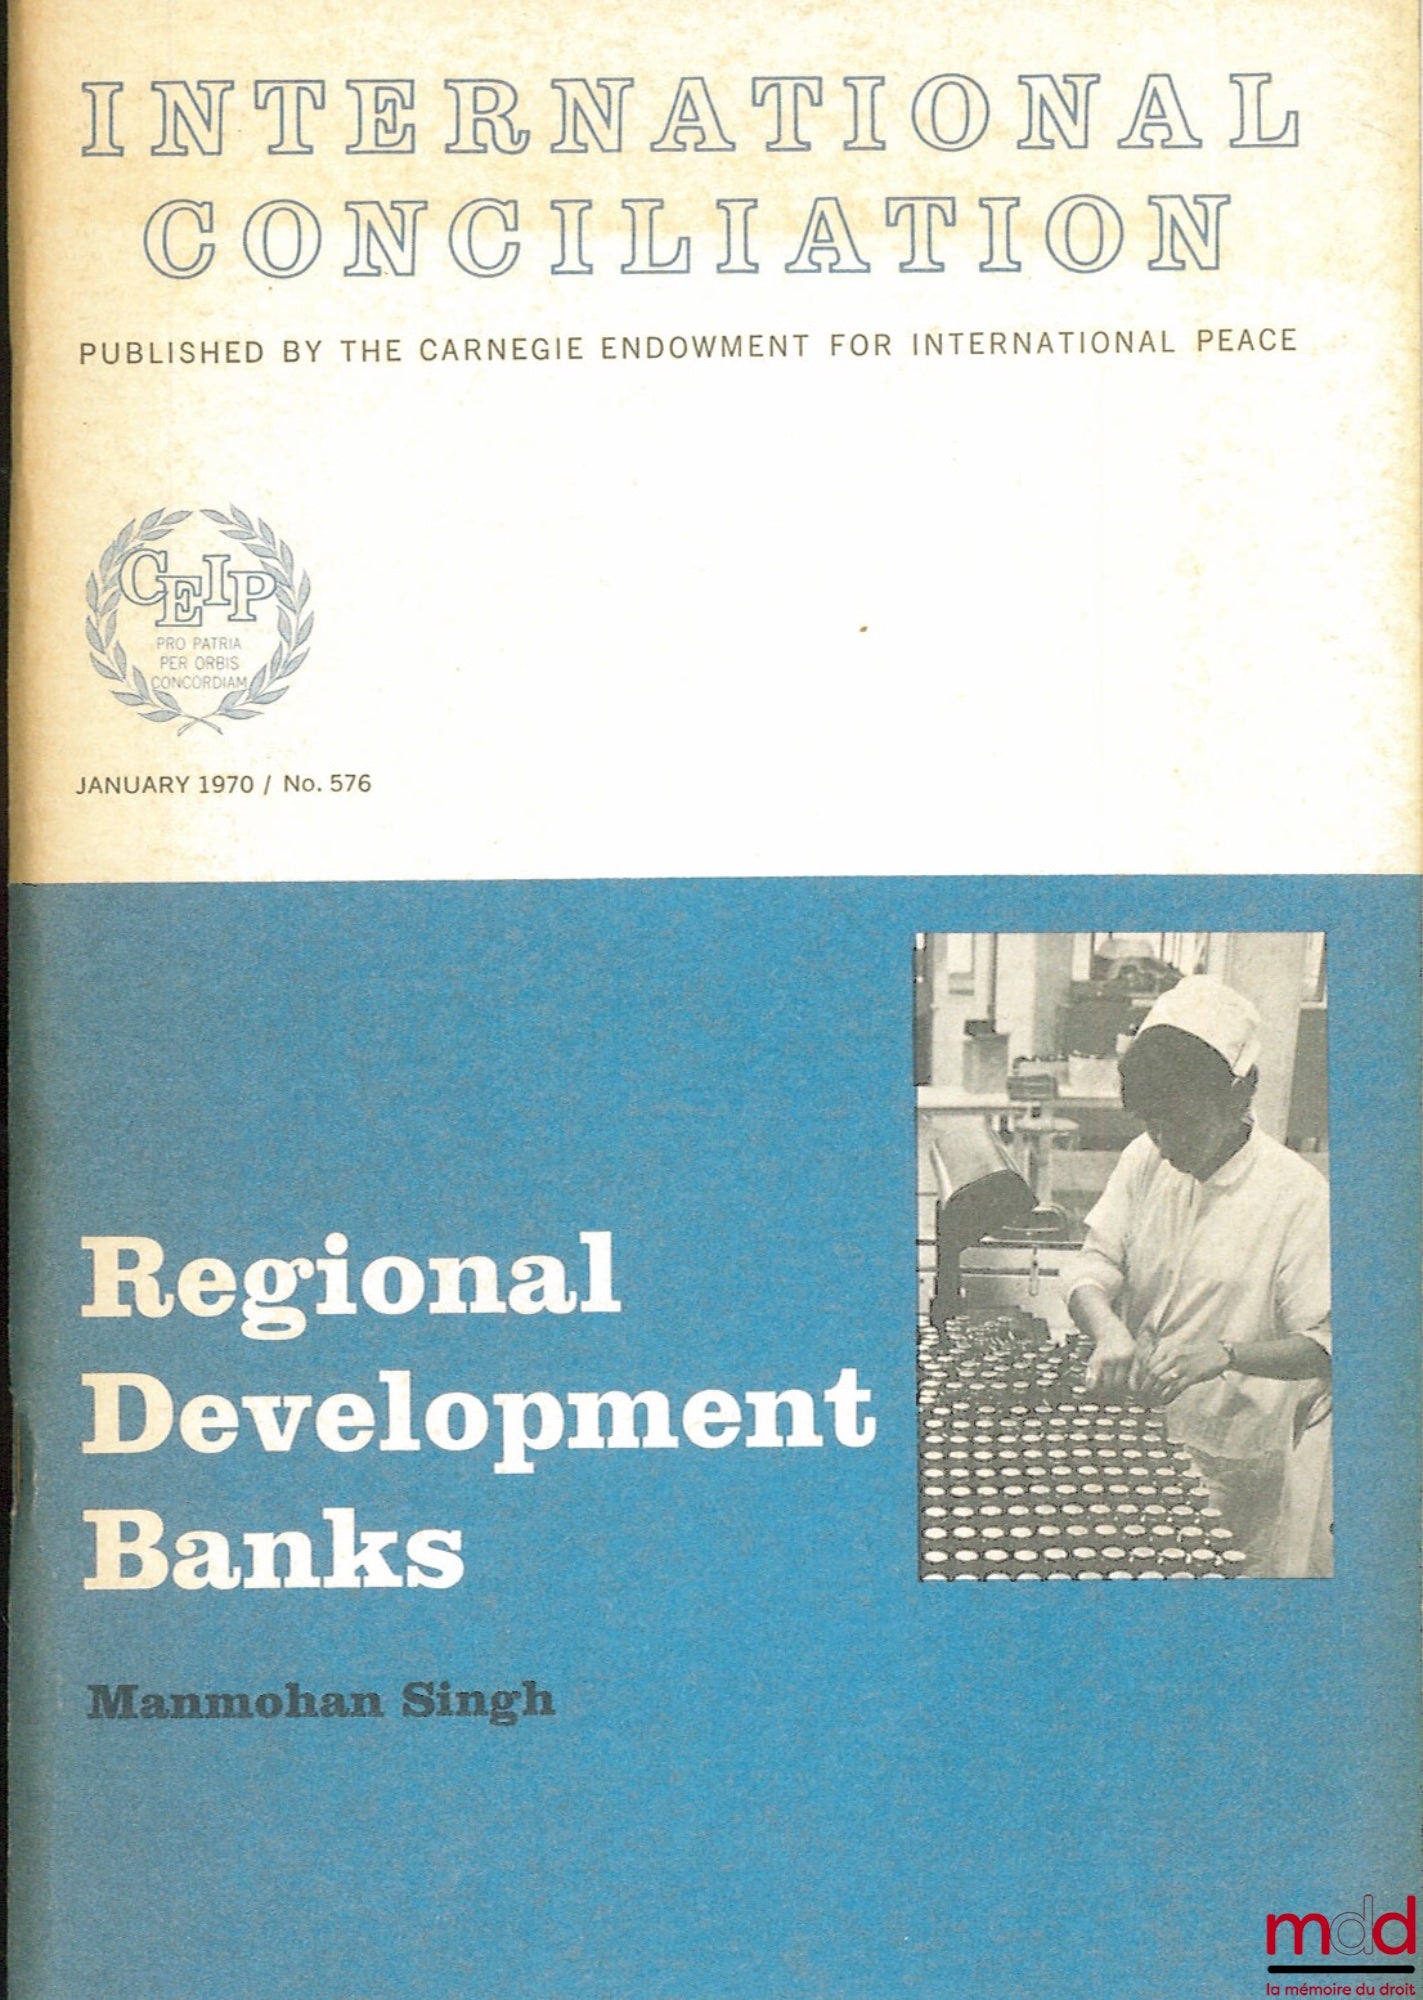 INTERNATIONAL
CONCILIATION
PUBLISHED BY THE CARNEGIE ENDOWMENT FOR INTERNATIONAL PEACE
CEIP
PRO PATRIA
PER ORBIS
CONCORDIAM
JANUARY 1970 / No. 576
Regional
Development
Banks
Manmohan Singh
mdd
la mémoire du droit